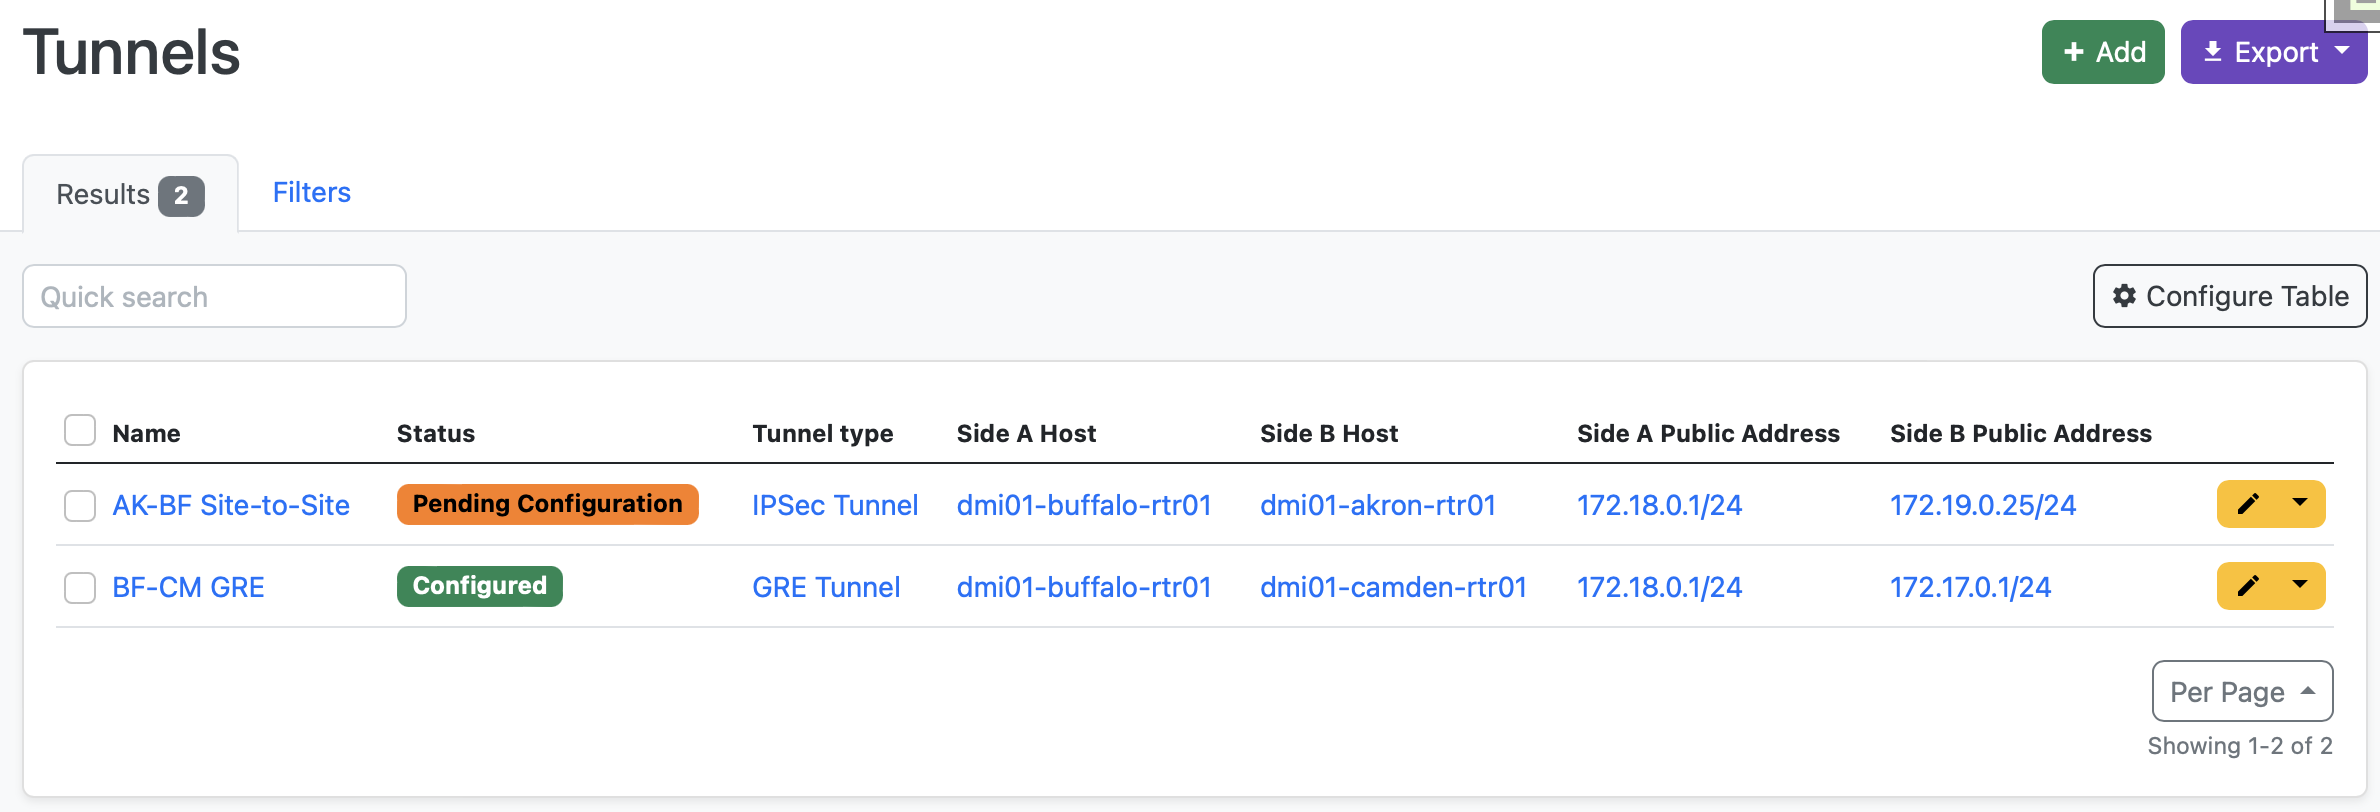 Tunnels
Add
Export
Results 2
Filters
Quick search
Configure Table
Name Status Tunnel type Side A Host Side B Host Side A Public Address Side B Public Address
AK-BF Site-to-Site Pending Configuration IPSec Tunnel dmi01-buffalo-rtr01 dmi01-akron-rtr01 172.18.0.1/24 172.19.0.25/24
BF-CM GRE Configured GRE Tunnel dmi01-buffalo-rtr01 dmi01-camden-rtr01 172.18.0.1/24 172.17.0.1/24
Per Page
Showing 1-2 of 2